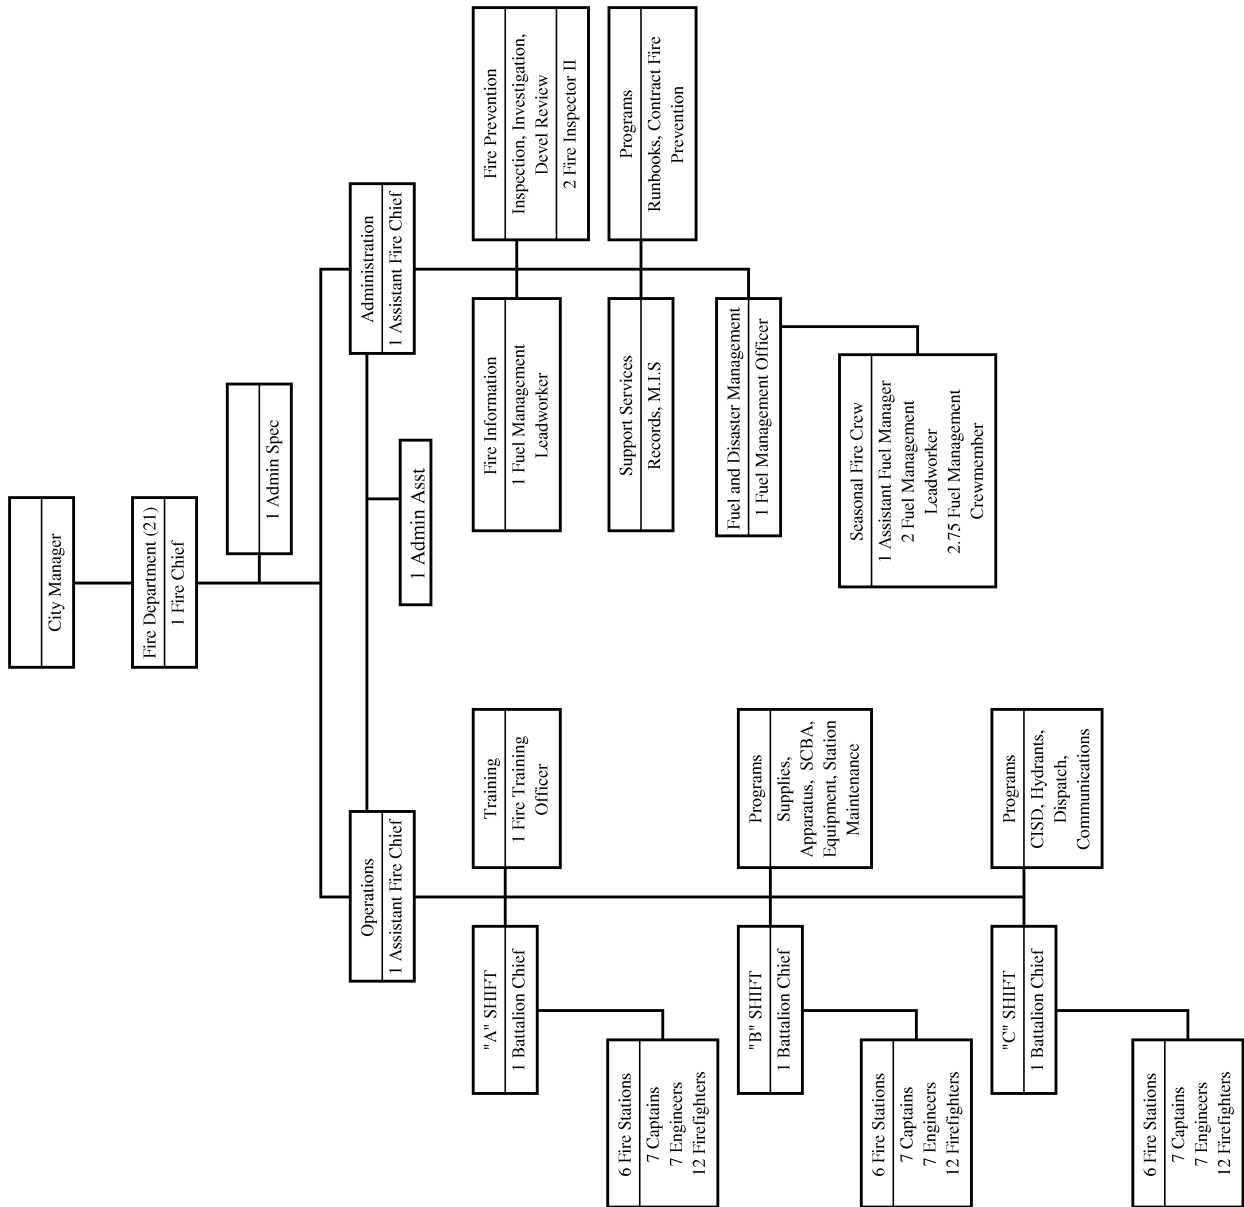 City Manager
Fire Department (21)
1 Fire Chief
1 Admin Spec
Operations
1 Assistant Fire Chief
Administration
1 Assistant Fire Chief
1 Admin Asst
"A" SHIFT
1 Battalion Chief
Training
1 Fire Training
Officer
6 Fire Stations
7 Captains
7 Engineers
12 Firefighters
"B" SHIFT
1 Battalion Chief
Programs
Supplies,
Apparatus, SCBA,
Equipment, Station
Maintenance
6 Fire Stations
7 Captains
7 Engineers
12 Firefighters
"C" SHIFT
1 Battalion Chief
Programs
CISD, Hydrants,
Dispatch,
Communications
6 Fire Stations
7 Captains
7 Engineers
12 Firefighters
Fire Information
1 Fuel Management
Leadworker
Fire Prevention
Inspection, Investigation,
Devel Review
2 Fire Inspector II
Support Services
Records, M.I.S
Programs
Runbooks, Contract Fire
Prevention
Fuel and Disaster Management
1 Fuel Management Officer
Seasonal Fire Crew
1 Assistant Fuel Manager
2 Fuel Management
Leadworker
2.75 Fuel Management
Crewmember